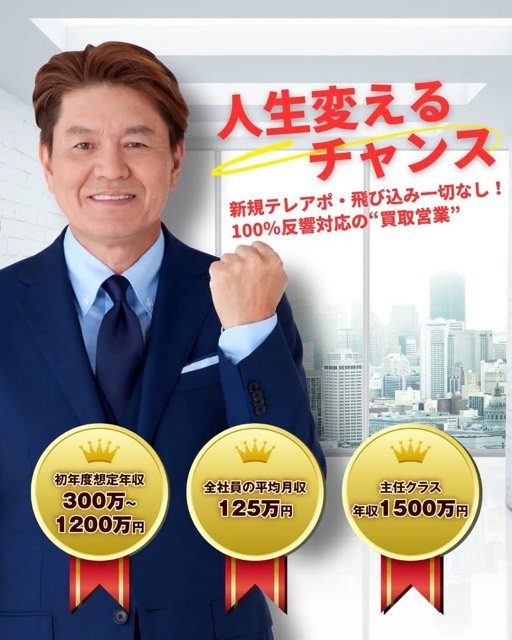 人生変える
チャンス
新規テレアポ・飛び込み一切なし！
100%反響対応の“買取営業”
初年度想定年収
300万～
1200万円
全社員の平均月収
125万円
主任クラス
年収1500万円